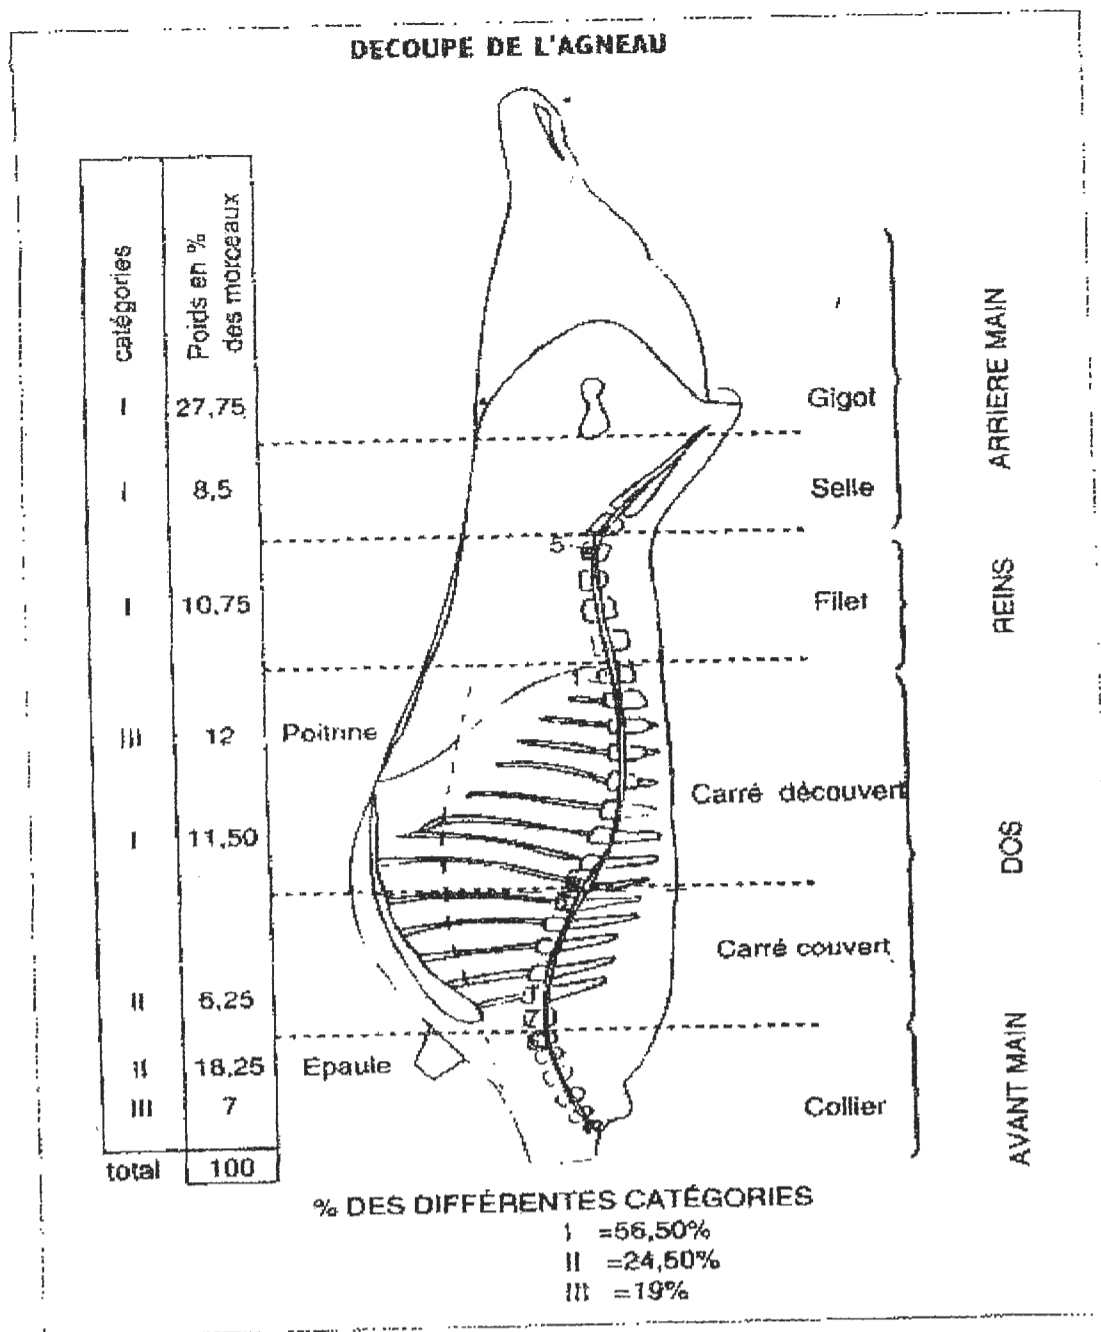 DECOUPE DE L'AGNEAU
catégories
Poids en %
des morceaux
I 27,75 Gigot
I 8,5 Selle
ARRIERE MAIN
5
I 10,75 Filet
REINS
III 12 Poitrine
Carré découvert
I 11,50
DOS
Carré couvert
II 6,25
7
II 18,25 Epaule
III 7 Collier
AVANT MAIN
total 100
% DES DIFFÉRENTES CATÉGORIES
I =56,50%
II =24,50%
III =19%